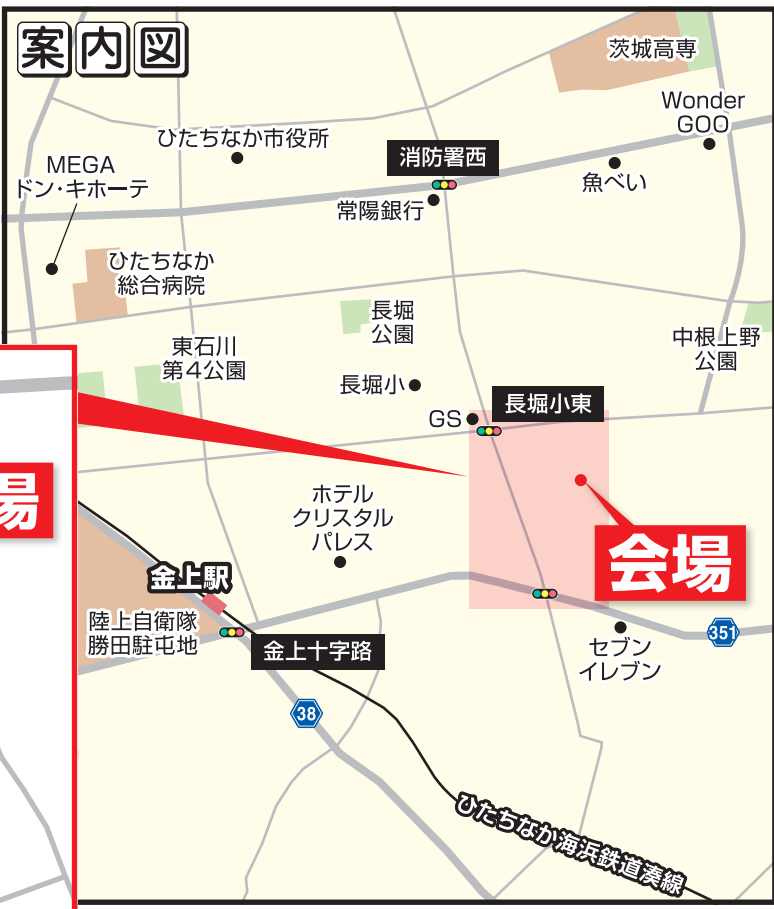 案内図
茨城高専
Wonder
GOO
ひたちなか市役所
消防署西
MEGA
ドン・キホーテ
魚べい
常陽銀行
ひたちなか
総合病院
長堀
公園
中根上野
公園
東石川
第4公園
長堀小
長堀小東
GS
場
ホテル
クリスタル
パレス
会場
金上駅
陸上自衛隊
勝田駐屯地
金上十字路
351
セブン
イレブン
38
ひたちなか海浜鉄道湊線